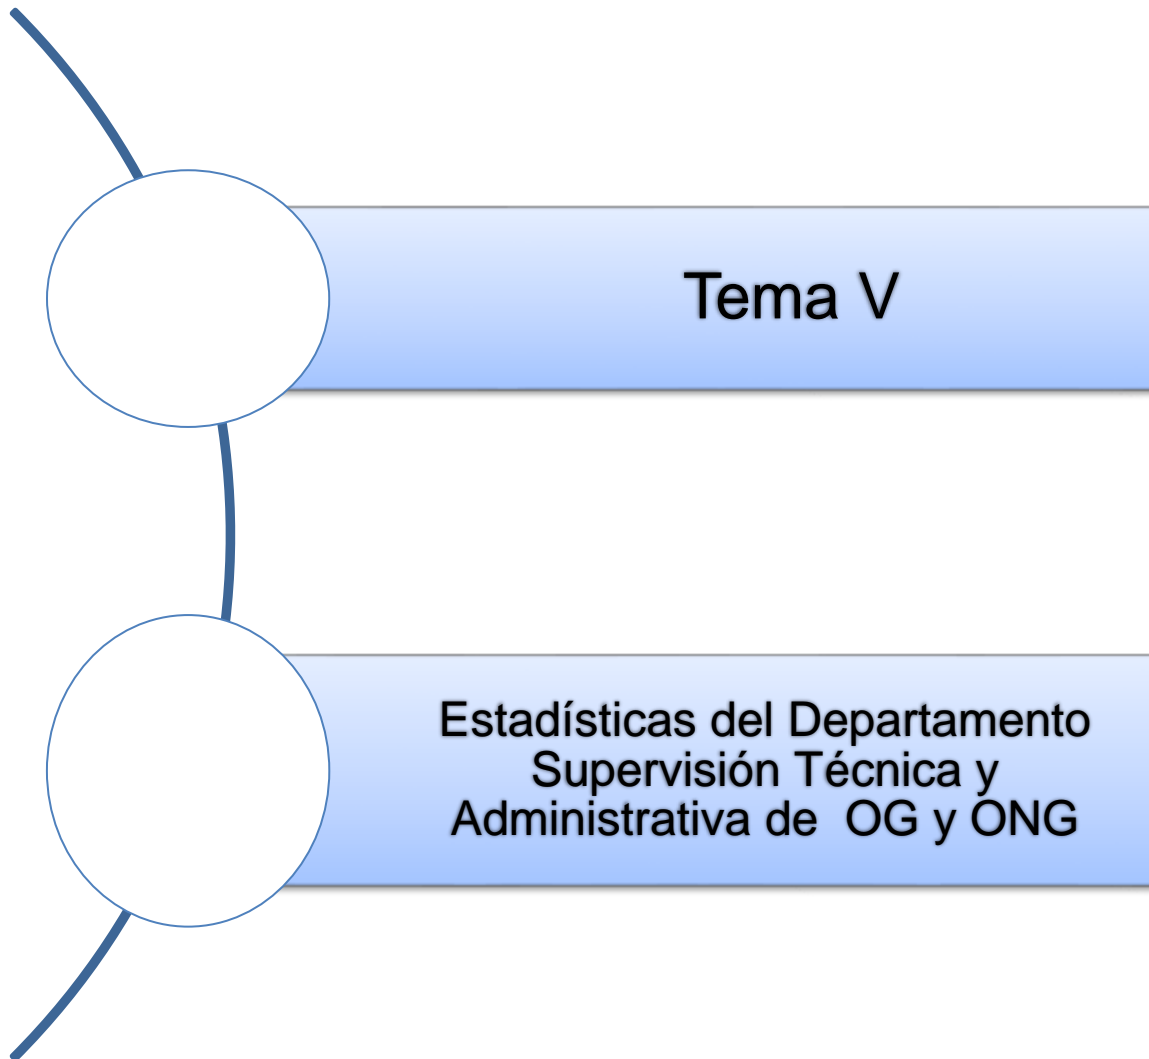 Tema V
Estadísticas del Departamento
Supervisión Técnica y
Administrativa de  OG y ONG